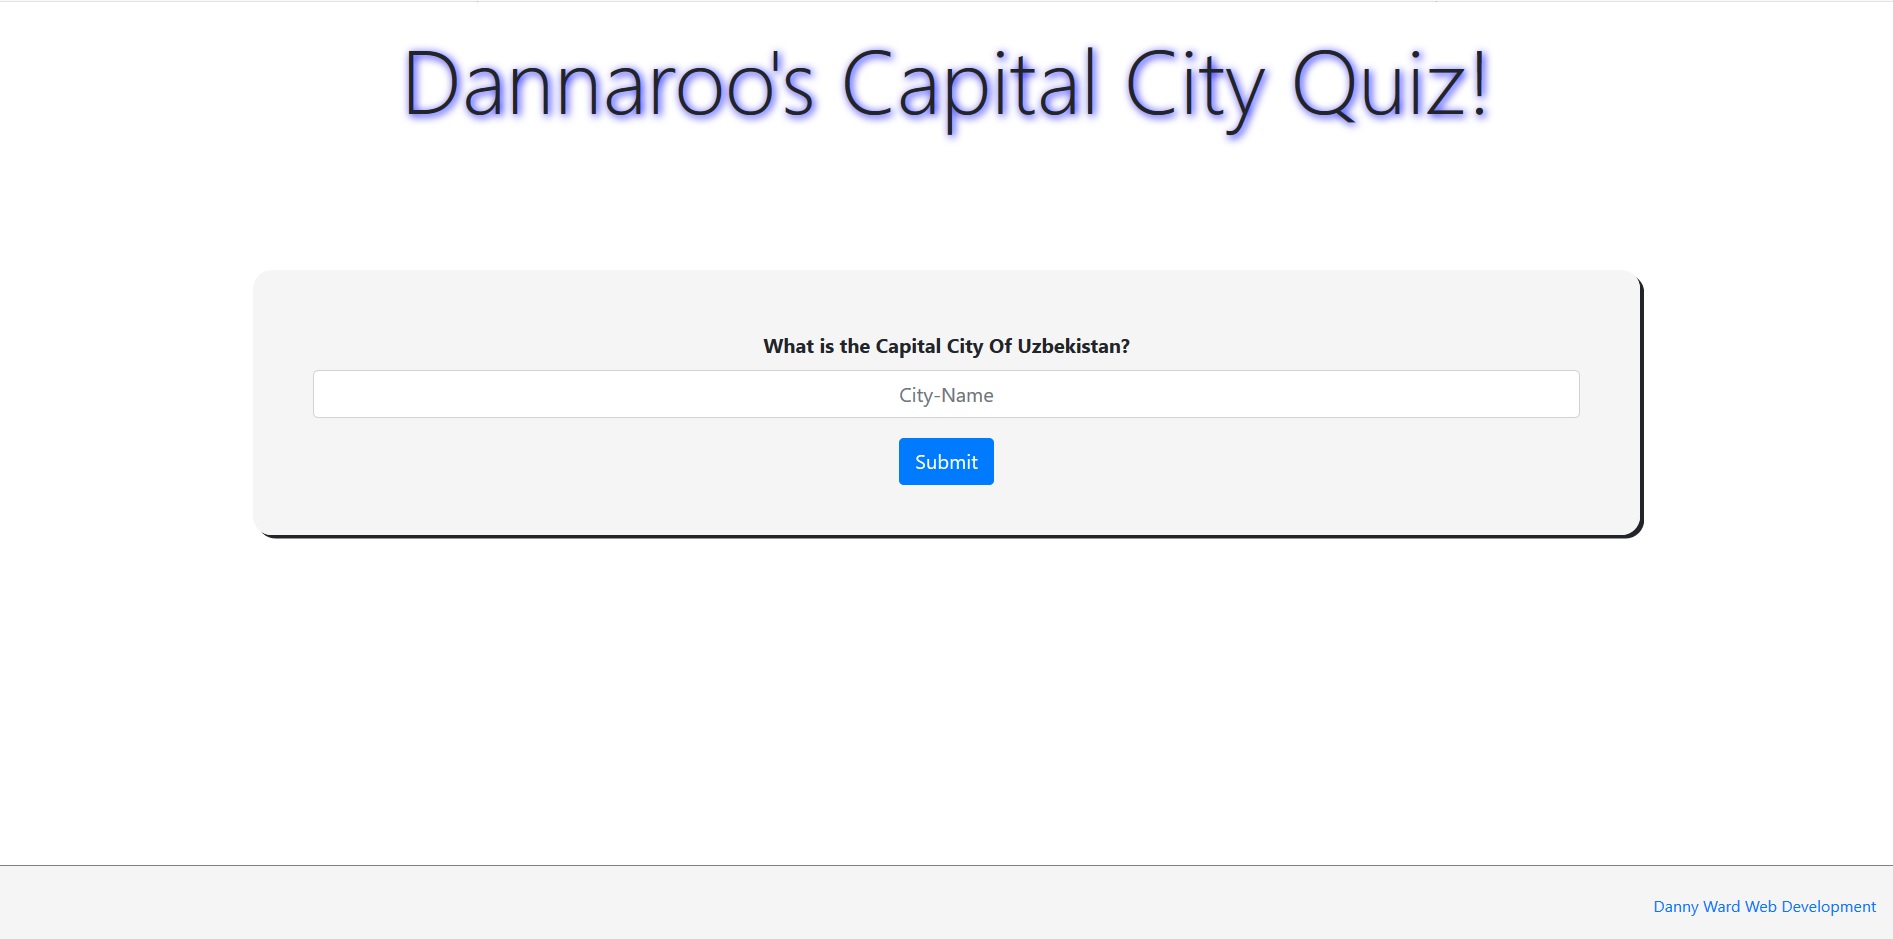 Dannaroo's Capital City Quiz!
What is the Capital City Of Uzbekistan?
City-Name
Submit
Danny Ward Web Development